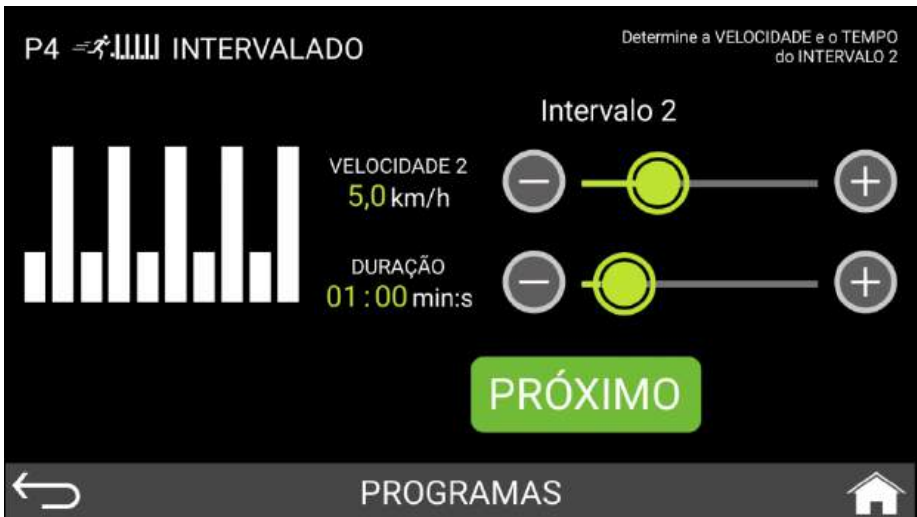 P4 INTERVALADO
Determine a VELOCIDADE e o TEMPO
do INTERVALO 2
Intervalo 2
VELOCIDADE 2
5,0 km/h
DURAÇÃO
01:00 min:s
PRÓXIMO
PROGRAMAS